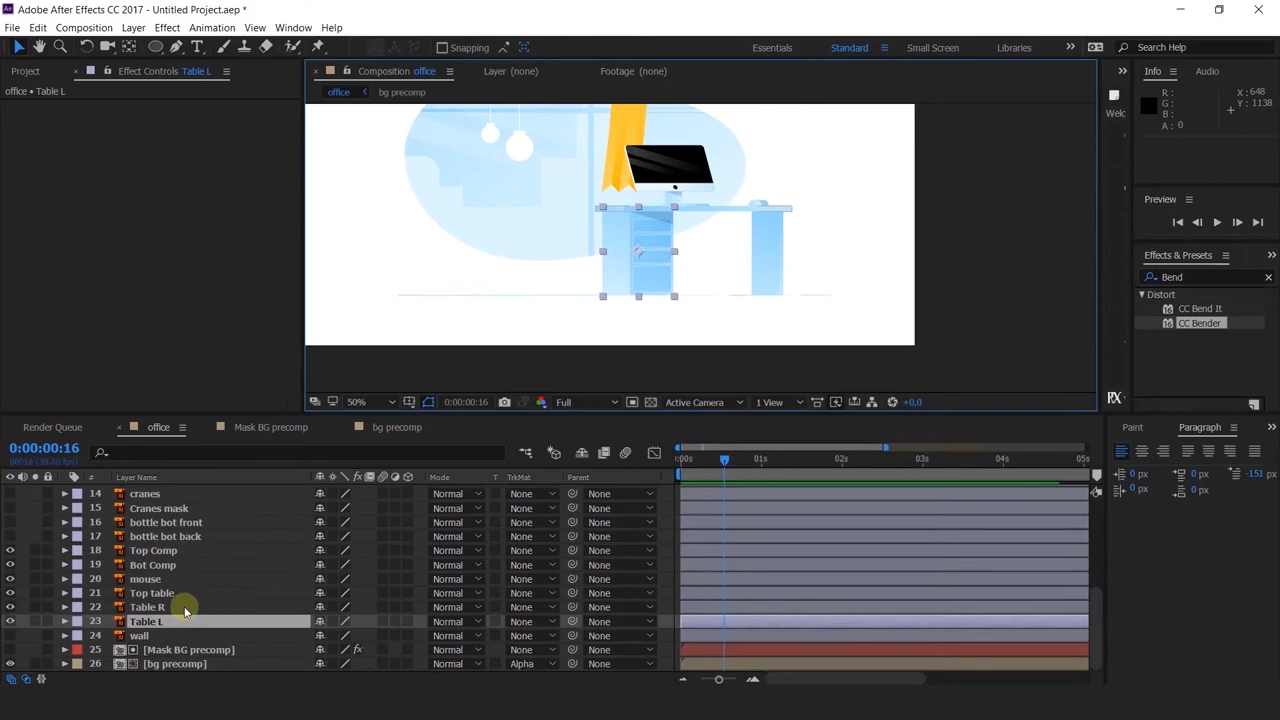 Adobe After Effects CC 2017 - Untitled Project.aep *
File Edit Composition Layer Effect Animation View Window Help
Snapping Essentials Standard Small Screen Libraries Search Help
Project Effect Controls Table L Composition office Layer (none) Footage (none) Info Audio
office • Table L office bg precomp
R: G: B: A: 0
X: 648
Y: 1138
Welc
Preview
Effects & Presets
Bend
Distort
CC Bend It
CC Bender
50% 0:00:00:16 Full Active Camera 1 View +0,0
Render Queue office Mask BG precomp bg precomp Paint Paragraph
0:00:00:16
:00s 01s 02s 03s 04s 05s
# Layer Name Mode T TrkMat Parent
0 px 0 px -151 px
0 px 0 px
14 cranes Normal None None
15 Cranes mask Normal None None
16 bottle bot front Normal None None
17 bottle bot back Normal None None
18 Top Comp Normal None None
19 Bot Comp Normal None None
20 mouse Normal None None
21 Top table Normal None None
22 Table R Normal None None
23 Table L Normal None None
24 wall Normal None None
25 [Mask BG precomp] fx Normal None None
26 [bg precomp] Normal Alpha None